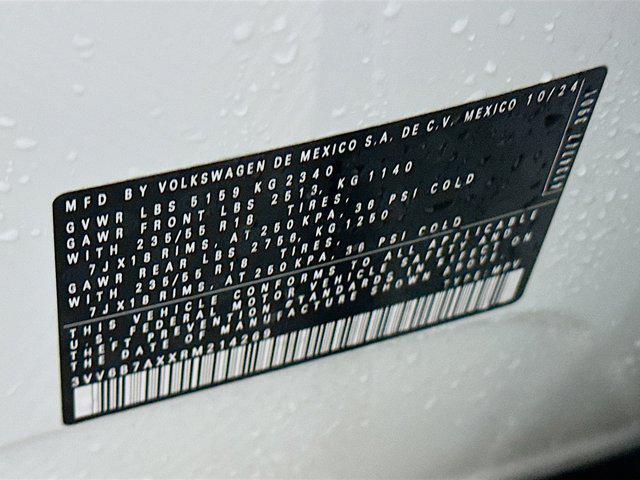 MFD BY VOLKSWAGEN DE MEXICO S.A. DE C.V. MEXICO 10/24
GVWR LBS 5159 KG 2340
GAWR FRONT LBS 2513, KG 1140
WITH 235/55 R18 TIRES,
7JX18 RIMS, AT 250 KPA, 36 PSI COLD
GAWR REAR LBS 2756, KG 1250
WITH 235/55 R18 TIRES,
7JX18 RIMS, AT 250 KPA, 36 PSI COLD
THIS VEHICLE CONFORMS TO ALL APPLICABLE
U.S. FEDERAL MOTOR VEHICLE SAFETY AND
THEFT PREVENTION STANDARDS IN EFFECT ON
THE DATE OF MANUFACTURE SHOWN ABOVE